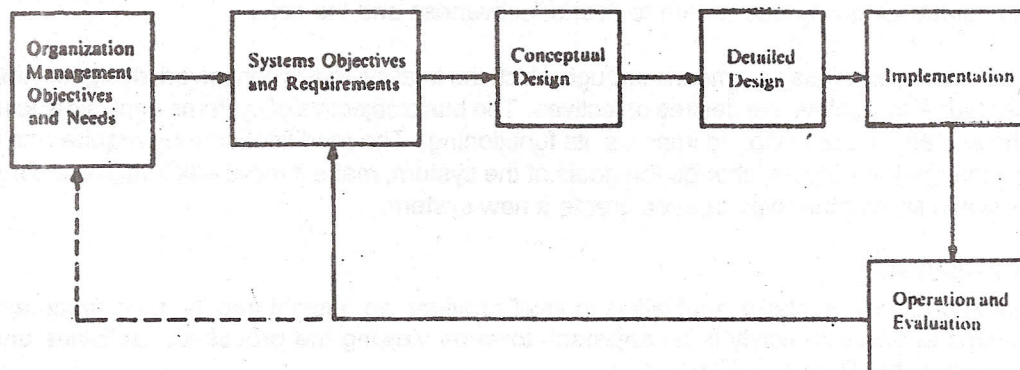 Organization
Management
Objectives
and Needs
Systems Objectives
and Requirements
Conceptual
Design
Detailed
Design
Implementation
Operation and
Evaluation